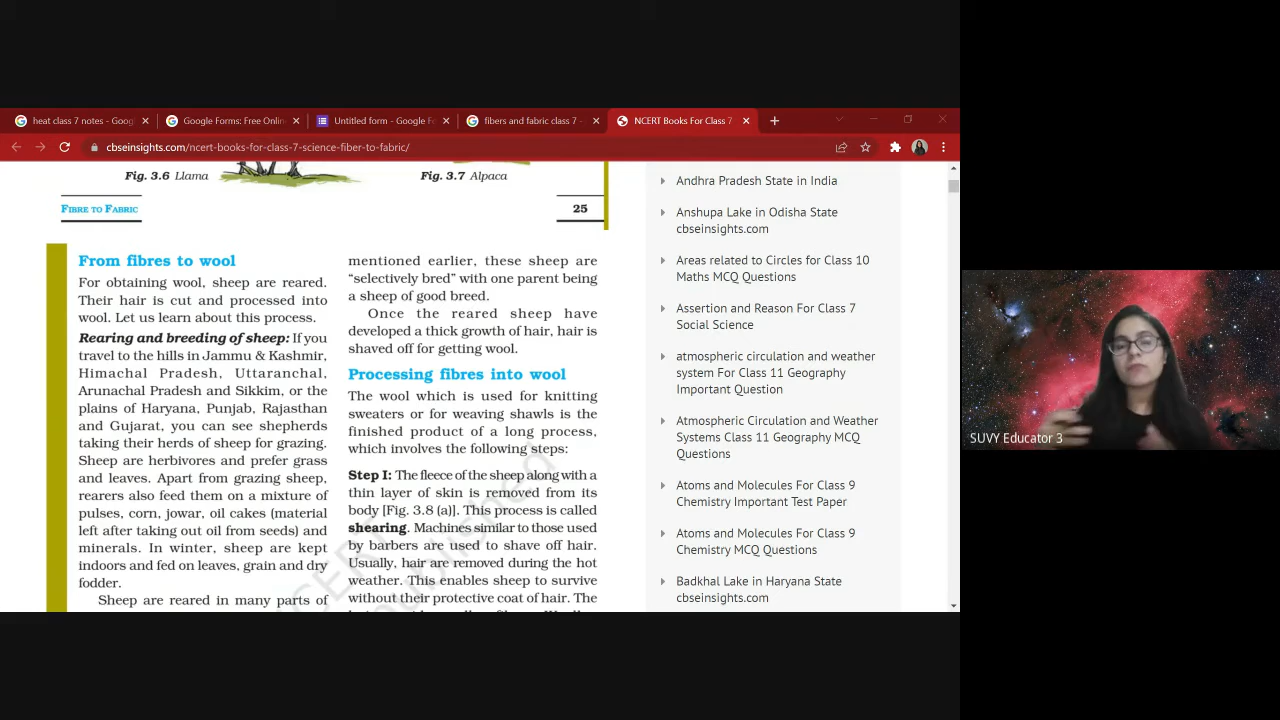 heat class 7 notes - Goog
Google Forms: Free Onlin
Untitled form - Google F
fibers and fabric class 7 -
NCERT Books For Class 7
cbseinsights.com/ncert-books-for-class-7-science-fiber-to-fabric/
Fig. 3.6 Llama
Fig. 3.7 Alpaca
FIBRE TO FABRIC
25
From fibres to wool
For obtaining wool, sheep are reared.
Their hair is cut and processed into
wool. Let us learn about this process.
Rearing and breeding of sheep: If you
travel to the hills in Jammu & Kashmir,
Himachal Pradesh, Uttaranchal,
Arunachal Pradesh and Sikkim, or the
plains of Haryana, Punjab, Rajasthan
and Gujarat, you can see shepherds
taking their herds of sheep for grazing.
Sheep are herbivores and prefer grass
and leaves. Apart from grazing sheep,
rearers also feed them on a mixture of
pulses, corn, jowar, oil cakes (material
left after taking out oil from seeds) and
minerals. In winter, sheep are kept
indoors and fed on leaves, grain and dry
fodder.
Sheep are reared in many parts of
mentioned earlier, these sheep are
“selectively bred” with one parent being
a sheep of good breed.
Once the reared sheep have
developed a thick growth of hair, hair is
shaved off for getting wool.
Processing fibres into wool
The wool which is used for knitting
sweaters or for weaving shawls is the
finished product of a long process,
which involves the following steps:
Step I: The fleece of the sheep along with a
thin layer of skin is removed from its
body [Fig. 3.8 (a)]. This process is called
shearing. Machines similar to those used
by barbers are used to shave off hair.
Usually, hair are removed during the hot
weather. This enables sheep to survive
without their protective coat of hair. The
Andhra Pradesh State in India
Anshupa Lake in Odisha State
cbseinsights.com
Areas related to Circles for Class 10
Maths MCQ Questions
Assertion and Reason For Class 7
Social Science
atmospheric circulation and weather
system For Class 11 Geography
Important Question
Atmospheric Circulation and Weather
Systems Class 11 Geography MCQ
Questions
Atoms and Molecules For Class 9
Chemistry Important Test Paper
Atoms and Molecules For Class 9
Chemistry MCQ Questions
Badkhal Lake in Haryana State
cbseinsights.com
SUVY Educator 3